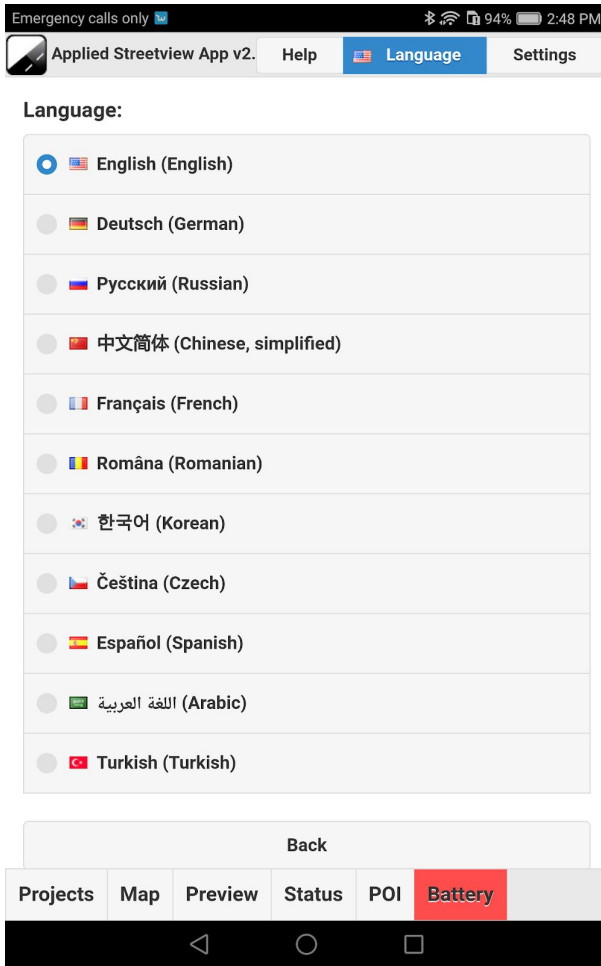 Emergency calls only 94% 2:48 PM
Applied Streetview App v2. Help Language Settings
Language:
English (English)
Deutsch (German)
Русский (Russian)
中文简体 (Chinese, simplified)
Français (French)
Româna (Romanian)
한국어 (Korean)
Čeština (Czech)
Español (Spanish)
اللغة العربية (Arabic)
Turkish (Turkish)
Back
Projects Map Preview Status POI Battery